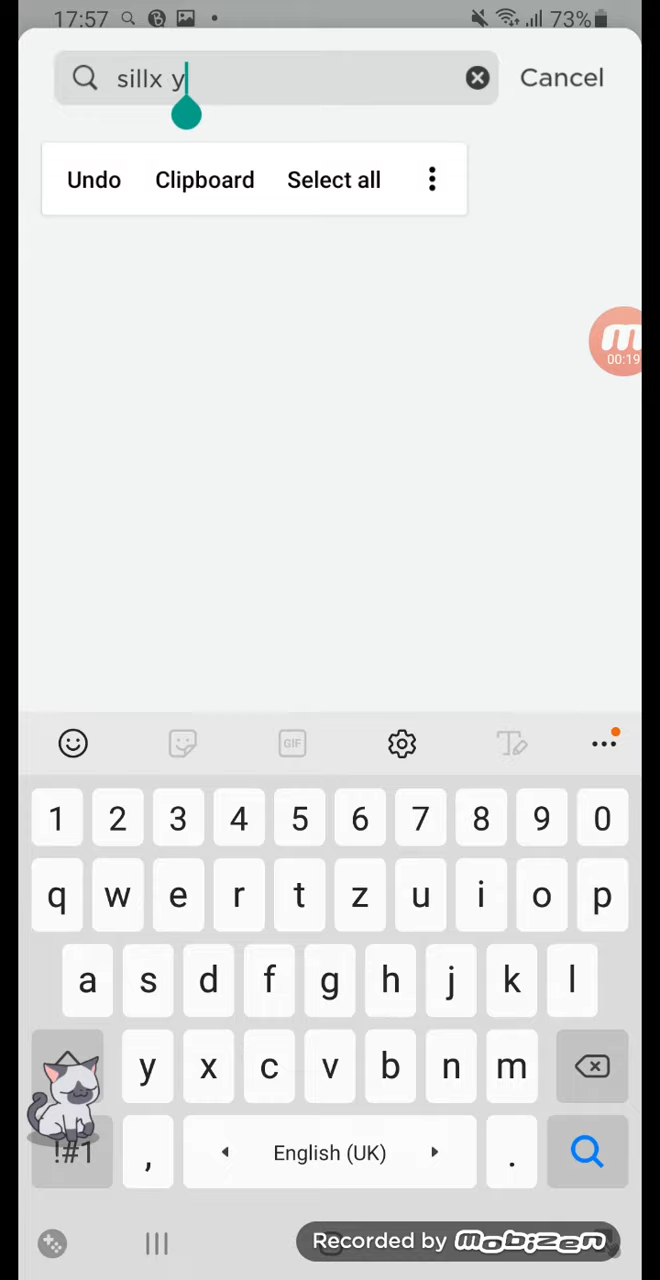 17:57 73%
sillx y Cancel
Undo Clipboard Select all
m
00:19
GIF
1 2 3 4 5 6 7 8 9 0
q w e r t z u i o p
a s d f g h j k l
y x c v b n m
!#1 , English (UK) .
Recorded by mobizen